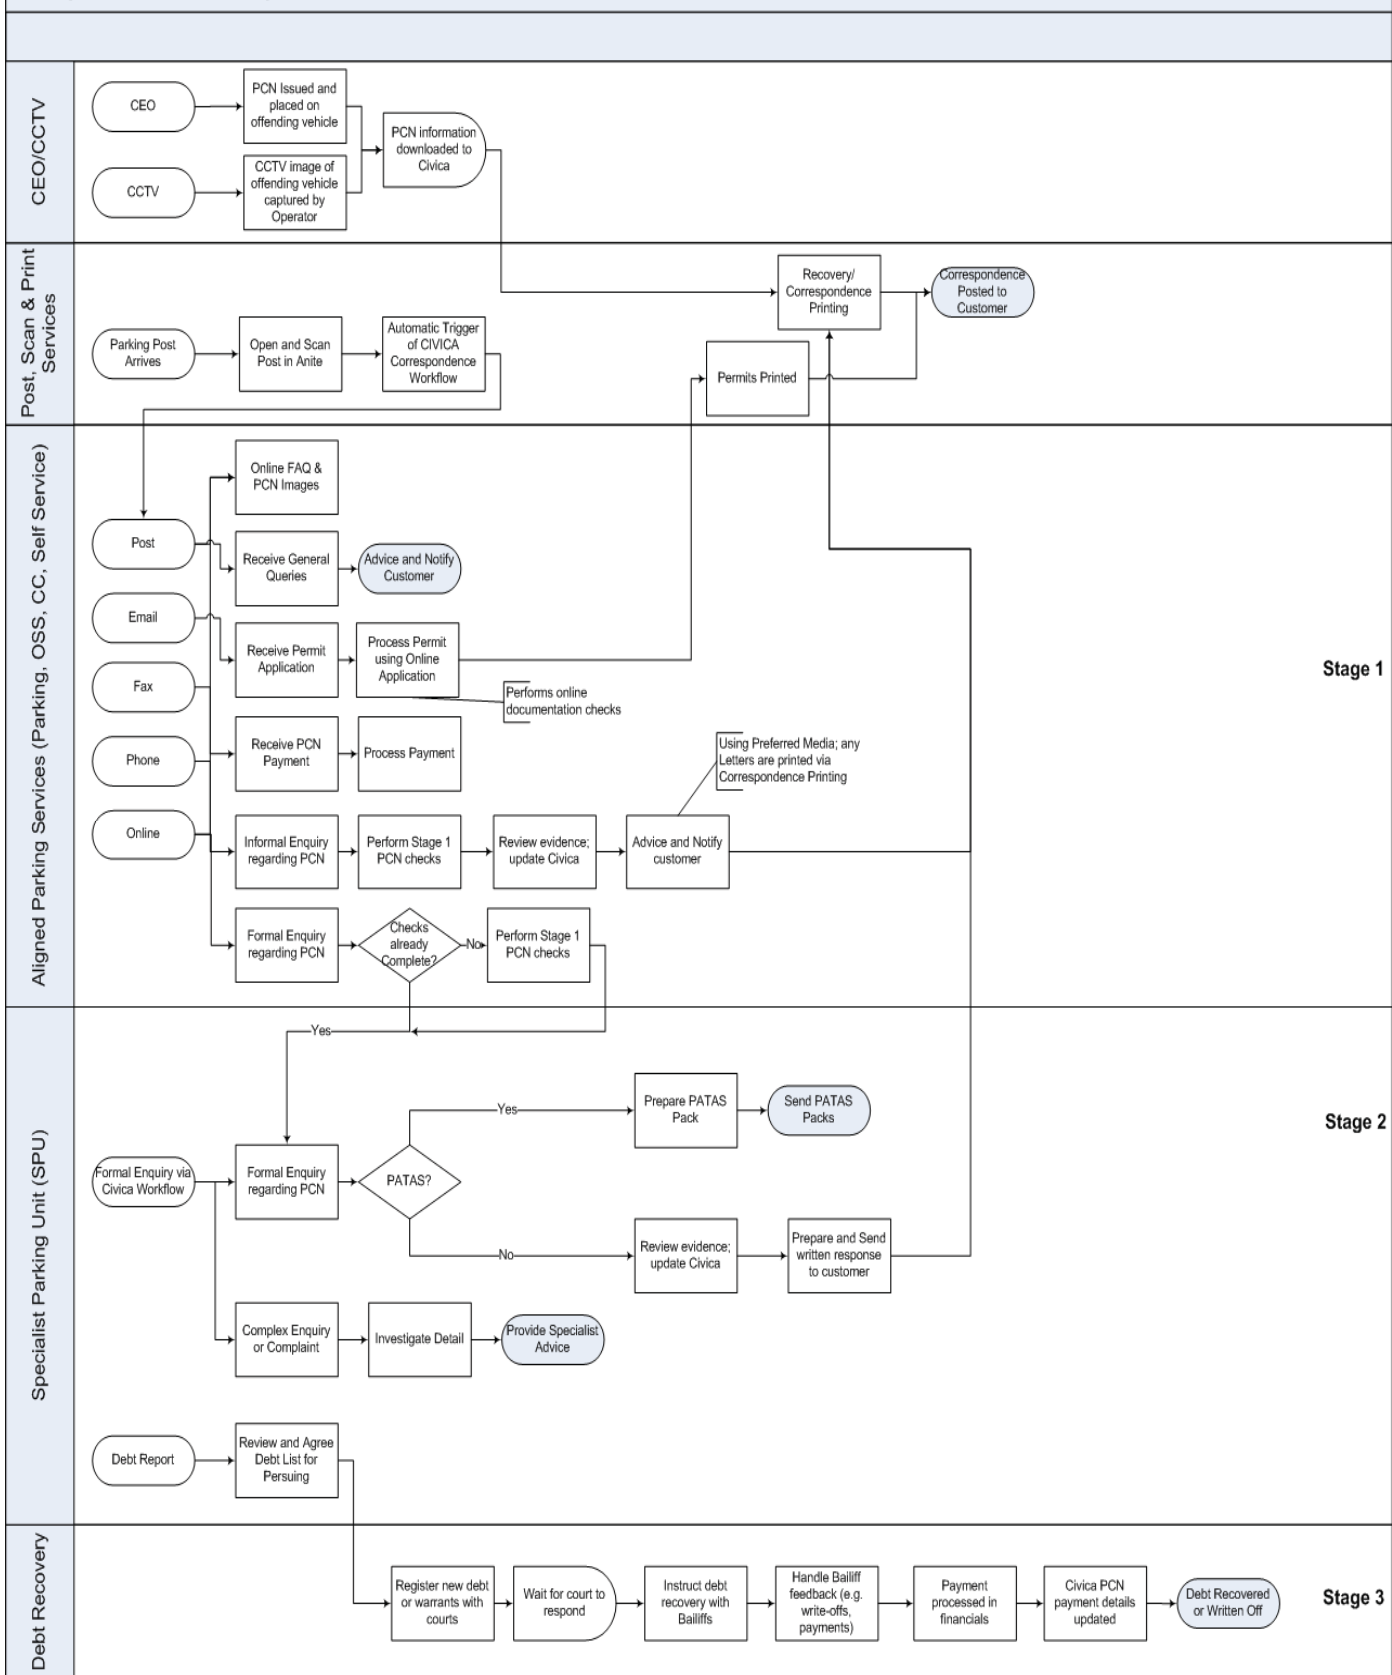 CEO/CCTV
CEO
PCN Issued and
placed on
offending vehicle
PCN information
downloaded to
Civica
CCTV
CCTV image of
offending vehicle
captured by
Operator
Post, Scan & Print
Services
Recovery/
Correspondence
Printing
Correspondence
Posted to
Customer
Parking Post
Arrives
Open and Scan
Post in Anite
Automatic Trigger
of CIVICA
Correspondence
Workflow
Permits Printed
Aligned Parking Services (Parking, OSS, CC, Self Service)
Online FAQ &
PCN Images
Post
Receive General
Queries
Advice and Notify
Customer
Email
Receive Permit
Application
Process Permit
using Online
Application
Performs online
documentation checks
Stage 1
Fax
Phone
Receive PCN
Payment
Process Payment
Using Preferred Media; any
Letters are printed via
Correspondence Printing
Online
Informal Enquiry
regarding PCN
Perform Stage 1
PCN checks
Review evidence;
update Civica
Advice and Notify
customer
Formal Enquiry
regarding PCN
Checks
already
Complete?
No
Perform Stage 1
PCN checks
Yes
Specialist Parking Unit (SPU)
Yes
Prepare PATAS
Pack
Send PATAS
Packs
Stage 2
Formal Enquiry via
Civica Workflow
Formal Enquiry
regarding PCN
PATAS?
No
Review evidence;
update Civica
Prepare and Send
written response
to customer
Complex Enquiry
or Complaint
Investigate Detail
Provide Specialist
Advice
Debt Report
Review and Agree
Debt List for
Persuing
Debt Recovery
Register new debt
or warrants with
courts
Wait for court to
respond
Instruct debt
recovery with
Bailiffs
Handle Bailiff
feedback (e.g.
write-offs,
payments)
Payment
processed in
financials
Civica PCN
payment details
updated
Debt Recovered
or Written Off
Stage 3